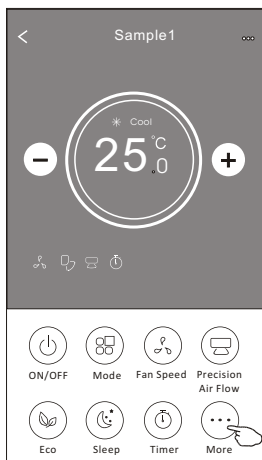 Sample1
Cool
25.0°C
ON/OFF Mode Fan Speed Precision Air Flow
Eco Sleep Timer More